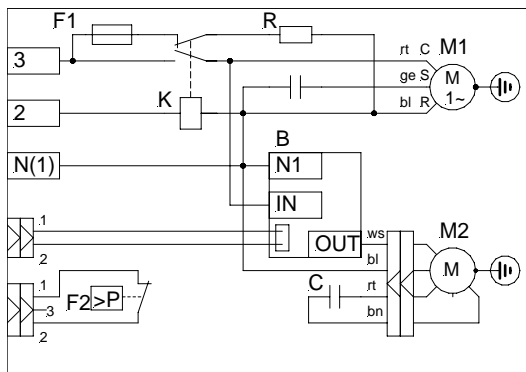 F1
R
3
rt C
M1
ge S
M
1~
2
K
bl R
B
N(1)
N1
IN
1
OUT
ws
M2
2
bl
M
1
C
rt
F2
>P
3
bn
2